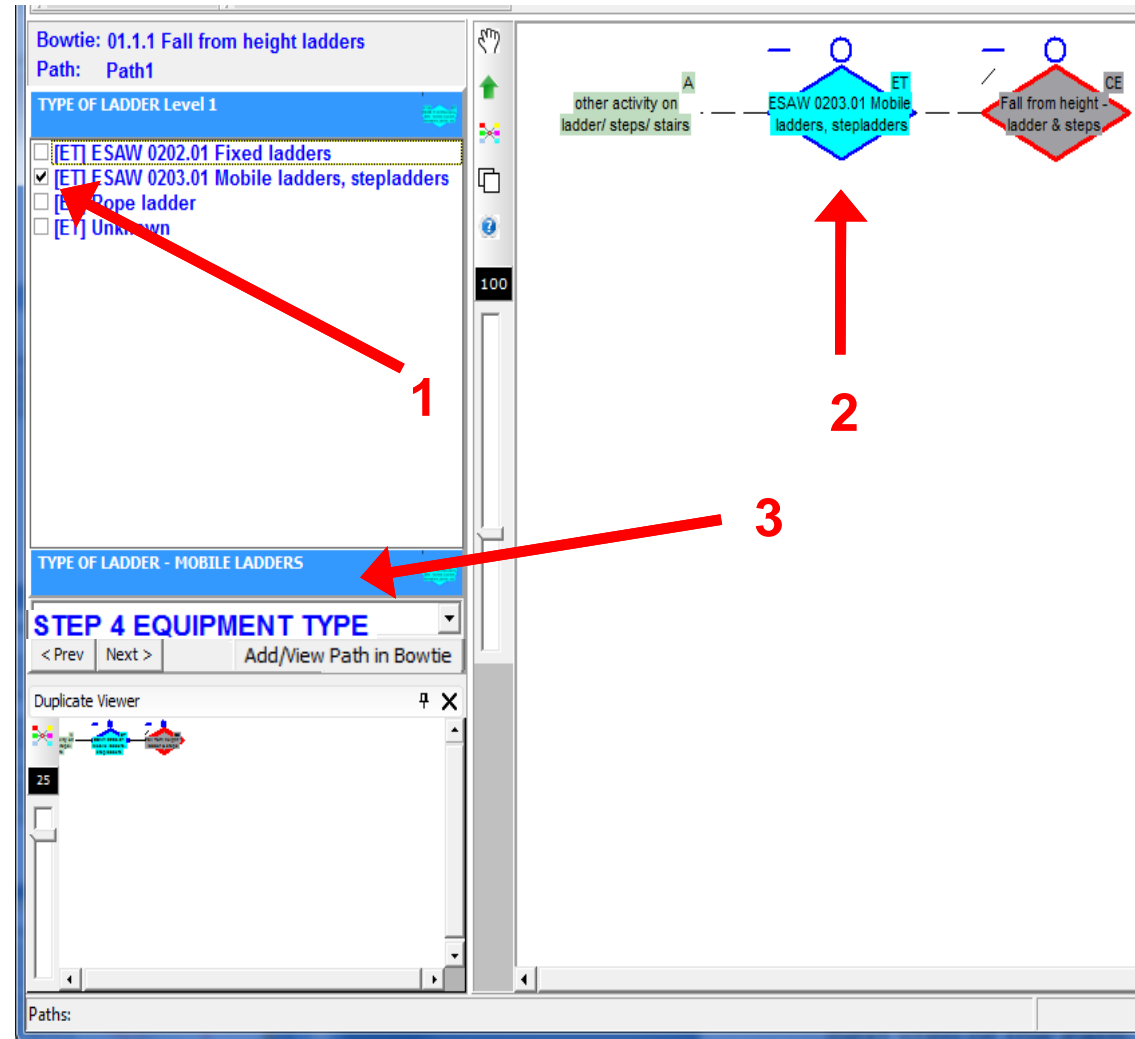 Bowtie: 01.1.1 Fall from height ladders
Path: Path1
TYPE OF LADDER Level 1
[ET] ESAW 0202.01 Fixed ladders
[ET] ESAW 0203.01 Mobile ladders, stepladders
Rope ladder
[ET] Unknown
1
TYPE OF LADDER - MOBILE LADDERS
STEP 4 EQUIPMENT TYPE
< Prev Next > Add/View Path in Bowtie
Duplicate Viewer
25
Paths:
100
A
other activity on
ladder/ steps/ stairs
ET
ESAW 0203.01 Mobile
ladders, stepladders
CE
Fall from height -
ladder & steps
2
3